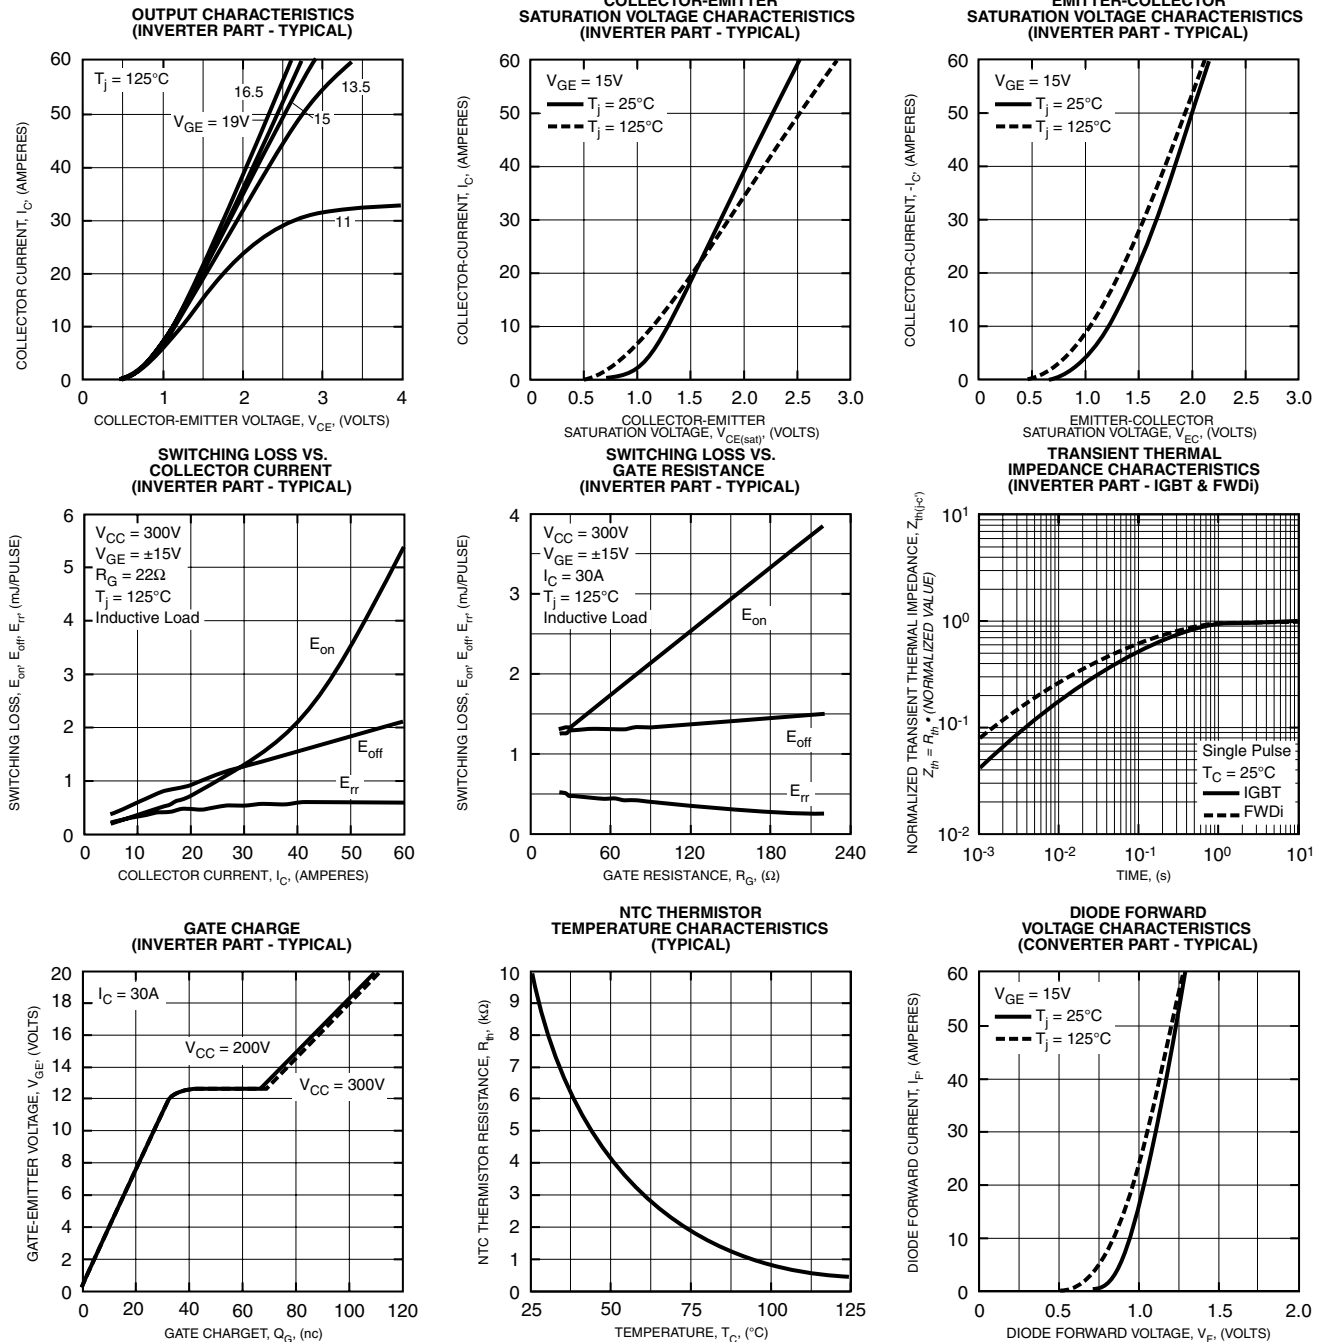 OUTPUT CHARACTERISTICS
(INVERTER PART - TYPICAL)
60
50
40
30
20
10
0
COLLECTOR CURRENT, IC, (AMPERES)
Tj = 125°C
16.5
VGE = 19V
15
13.5
11
0 1 2 3 4
COLLECTOR-EMITTER VOLTAGE, VCE, (VOLTS)
COLLECTOR-EMITTER
SATURATION VOLTAGE CHARACTERISTICS
(INVERTER PART - TYPICAL)
60
50
40
30
20
10
0
COLLECTOR-CURRENT, IC, (AMPERES)
VGE = 15V
Tj = 25°C
Tj = 125°C
0 0.5 1.0 1.5 2.0 2.5 3.0
COLLECTOR-EMITTER
SATURATION VOLTAGE, VCE(sat), (VOLTS)
EMITTER-COLLECTOR
SATURATION VOLTAGE CHARACTERISTICS
(INVERTER PART - TYPICAL)
60
50
40
30
20
10
0
COLLECTOR-CURRENT, -IC, (AMPERES)
VGE = 15V
Tj = 25°C
Tj = 125°C
0 0.5 1.0 1.5 2.0 2.5 3.0
EMITTER-COLLECTOR
SATURATION VOLTAGE, VEC, (VOLTS)
SWITCHING LOSS VS.
COLLECTOR CURRENT
(INVERTER PART - TYPICAL)
6
5
4
3
2
1
0
SWITCHING LOSS, Eon, Eoff, Err, (mJ/PULSE)
VCC = 300V
VGE = ±15V
RG = 22Ω
Tj = 125°C
Inductive Load
Eon
Eoff
Err
0 10 20 30 40 50 60
COLLECTOR CURRENT, IC, (AMPERES)
SWITCHING LOSS VS.
GATE RESISTANCE
(INVERTER PART - TYPICAL)
4
3
2
1
0
SWITCHING LOSS, Eon, Eoff, Err, (mJ/PULSE)
VCC = 300V
VGE = ±15V
IC = 30A
Tj = 125°C
Inductive Load
Eon
Eoff
Err
0 60 120 180 240
GATE RESISTANCE, RG, (Ω)
TRANSIENT THERMAL
IMPEDANCE CHARACTERISTICS
(INVERTER PART - IGBT & FWDi)
10^1
10^0
10^-1
10^-2
NORMALIZED TRANSIENT THERMAL IMPEDANCE, Zth(j-c')
Zth = Rth • (NORMALIZED VALUE)
Single Pulse
TC = 25°C
IGBT
FWDi
10^-3 10^-2 10^-1 10^0 10^1
TIME, (s)
GATE CHARGE
(INVERTER PART - TYPICAL)
20
18
16
14
12
10
8
6
4
2
0
GATE-EMITTER VOLTAGE, VGE, (VOLTS)
IC = 30A
VCC = 200V
VCC = 300V
0 20 40 60 80 100 120
GATE CHARGET, QG, (nc)
NTC THERMISTOR
TEMPERATURE CHARACTERISTICS
(TYPICAL)
10
9
8
7
6
5
4
3
2
1
0
NTC THERMISTOR RESISTANCE, Rth, (kΩ)
25 50 75 100 125
TEMPERATURE, TC, (°C)
DIODE FORWARD
VOLTAGE CHARACTERISTICS
(CONVERTER PART - TYPICAL)
60
50
40
30
20
10
0
DIODE FORWARD CURRENT, IF, (AMPERES)
VGE = 15V
Tj = 25°C
Tj = 125°C
0 0.5 1.0 1.5 2.0
DIODE FORWARD VOLTAGE, VF, (VOLTS)